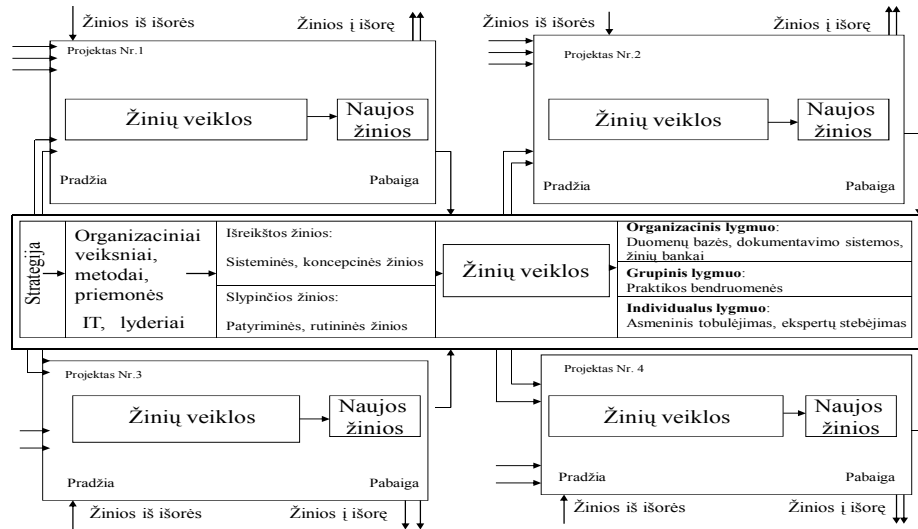 Žinios iš išorės
Žinios į išorę
Projektas Nr.1
Žinių veiklos
Naujos
žinios
Pradžia
Pabaiga
Žinios iš išorės
Žinios į išorę
Projektas Nr.2
Žinių veiklos
Naujos
žinios
Pradžia
Pabaiga
Strategija
Organizaciniai
veiksniai,
metodai,
priemonės
IT, lyderiai
Išreikštos žinios:
Sisteminės, koncepcinės žinios
Slypinčios žinios:
Patyriminės, rutininės žinios
Žinių veiklos
Organizacinis lygmuo:
Duomenų bazės, dokumentavimo sistemos,
žinių bankai
Grupinis lygmuo:
Praktikos bendruomenės
Individualus lygmuo:
Asmeninis tobulėjimas, ekspertų stebėjimas
Projektas Nr.3
Žinių veiklos
Naujos
žinios
Pradžia
Pabaiga
Žinios iš išorės
Žinios į išorę
Projektas Nr. 4
Žinių veiklos
Naujos
žinios
Pradžia
Pabaiga
Žinios iš išorės
Žinios į išorę